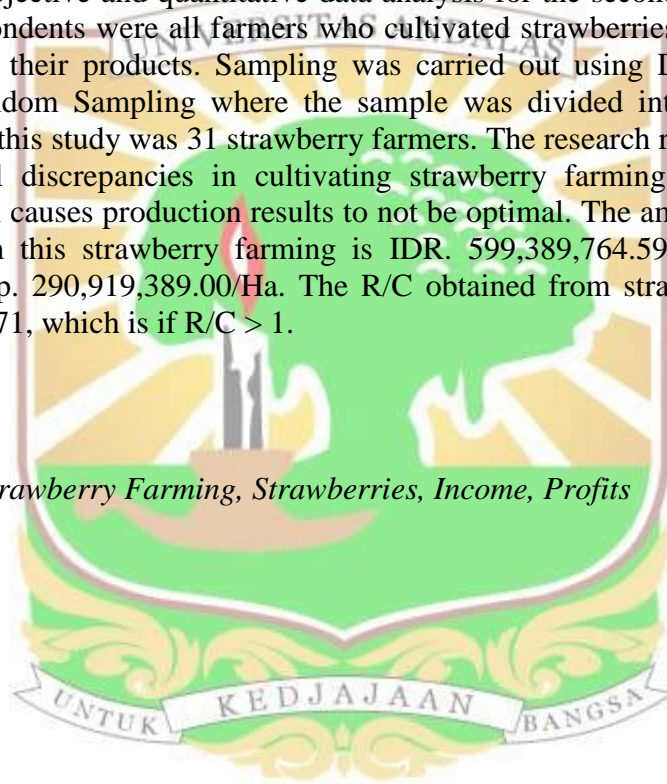 jective and quantitative data analysis for the second
UNIVERSITAS ANDALAS
ndents were all farmers who cultivated strawberries
their products. Sampling was carried out using D
ndom Sampling where the sample was divided int
this study was 31 strawberry farmers. The research r
l discrepancies in cultivating strawberry farming
causes production results to not be optimal. The an
n this strawberry farming is IDR. 599,389,764.59
p. 290,919,389.00/Ha. The R/C obtained from stra
71, which is if R/C > 1.
rawberry Farming, Strawberries, Income, Profits
UNTUK KEDJAJAAN BANGSA